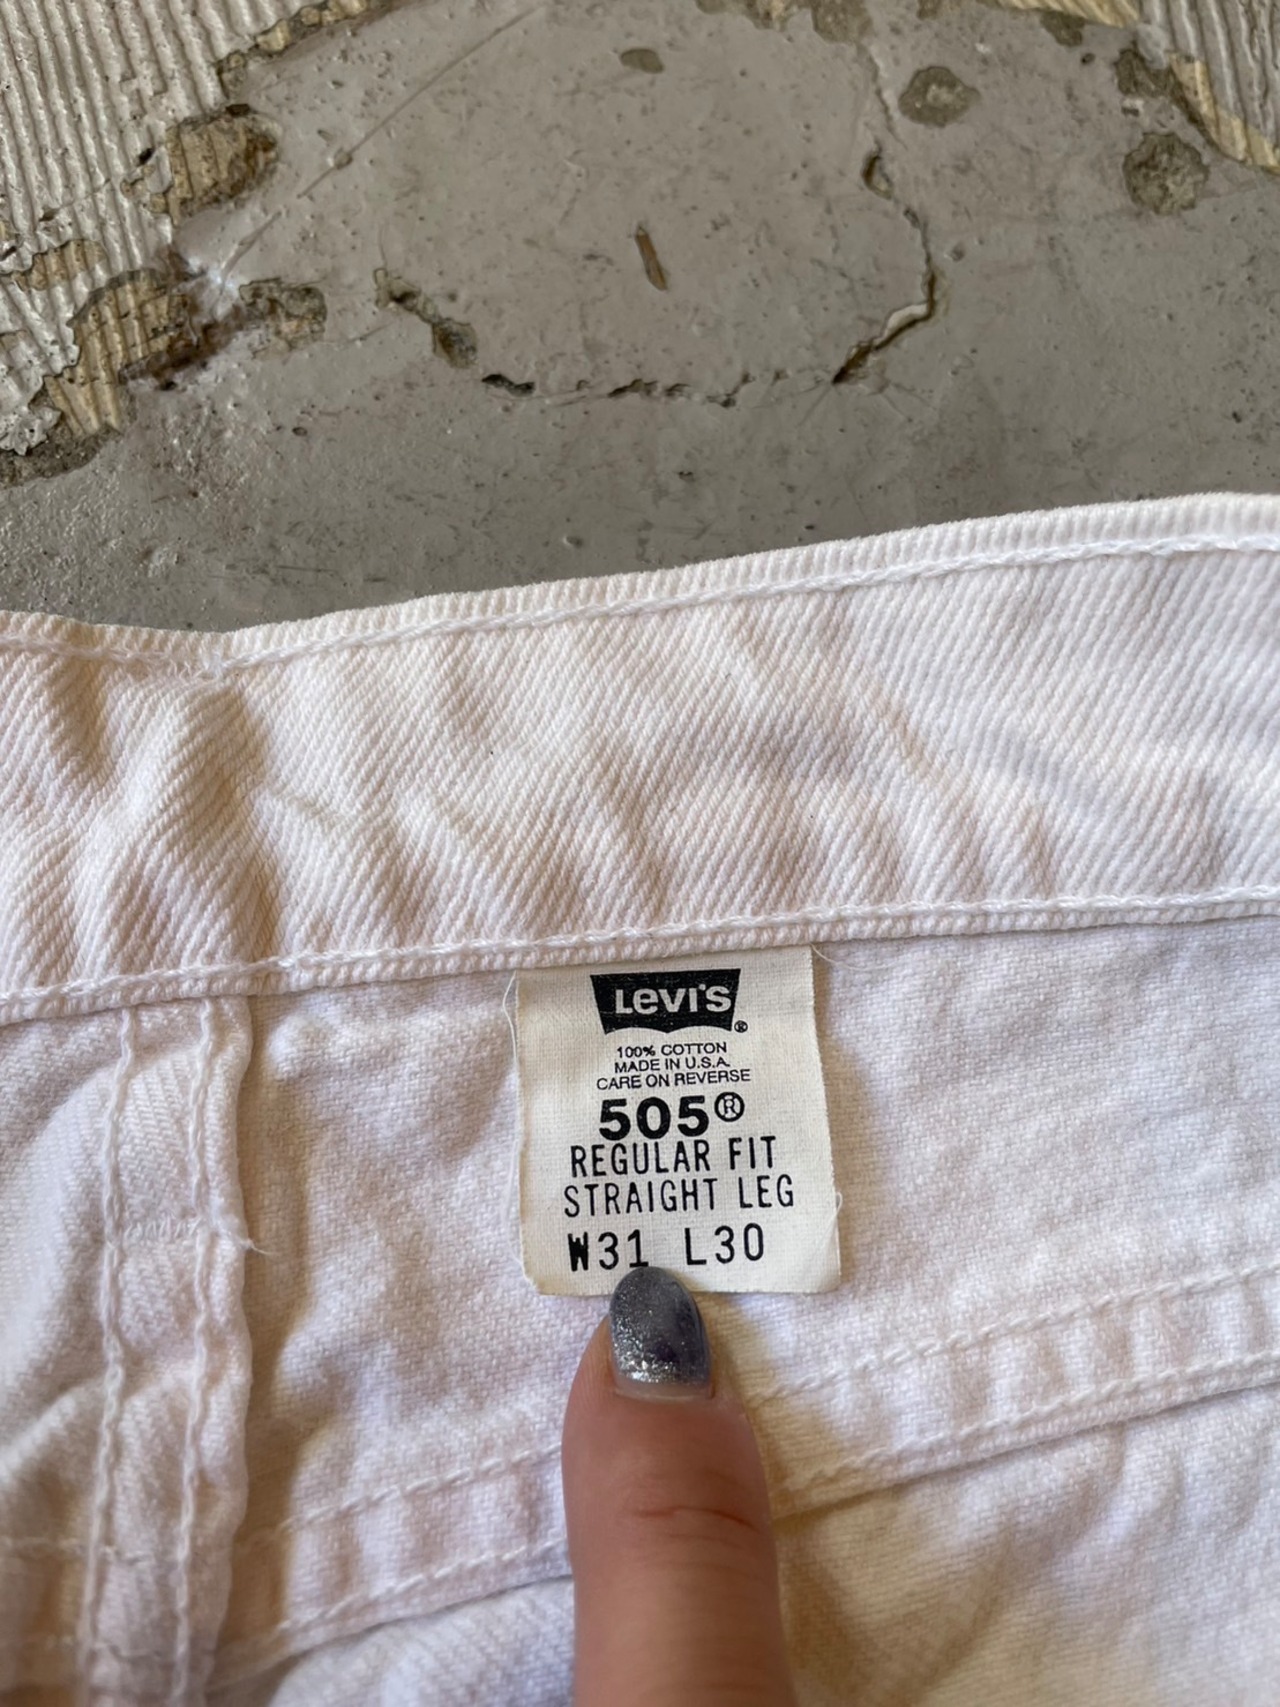 LEVI'S®
100% COTTON
MADE IN U.S.A.
CARE ON REVERSE
505®
REGULAR FIT
STRAIGHT LEG
W31 L30